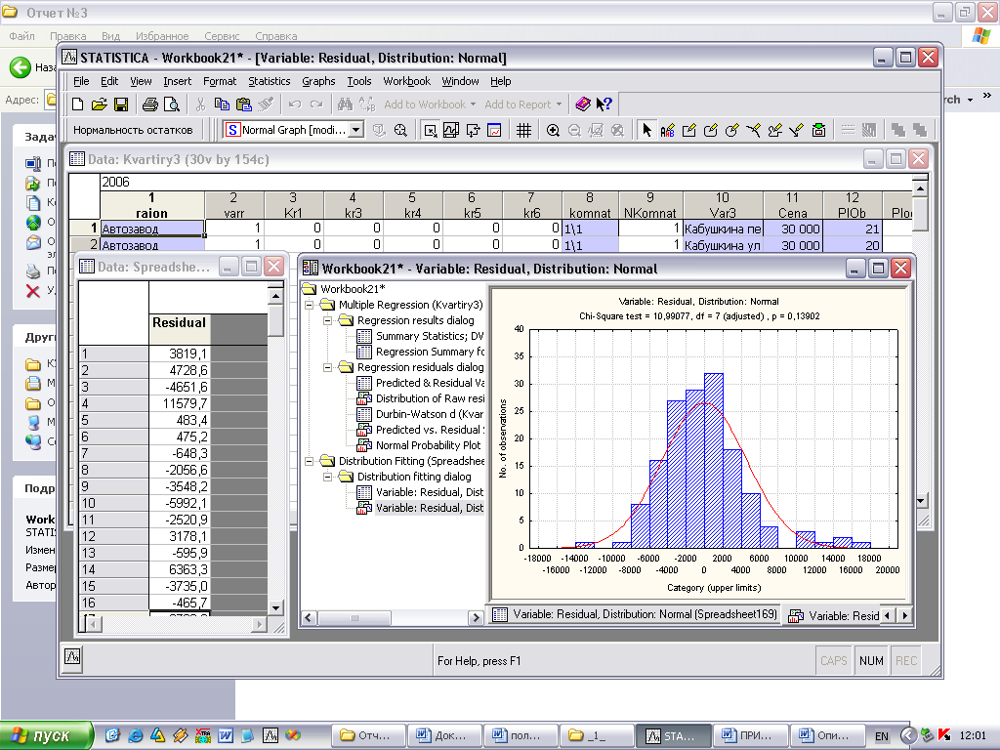 Отчет №3
Файл Правка Вид Избранное Сервис Справка
Наза
Адрес:
rch
STATISTICA - Workbook21* - [Variable: Residual, Distribution: Normal]
File Edit View Insert Format Statistics Graphs Tools Workbook Window Help
Add to Workbook Add to Report
Нормальность остатков
Normal Graph [modi...
Зада
Друг
Подр
Work
STATIS
Измен
Разме
Автор
Data: Kvartiry3 (30v by 154c)
2006
1 2 3 4 5 6 7 8 9 10 11 12
raion varr Kr1 kr3 kr4 kr5 kr6 komnat NKomnat Var3 Cena PlOb Ploc
1 Автозавод 1 0 0 0 0 0 1\1 1 Кабушкина пе 30 000 21
2 Автозавод 1 0 0 0 0 0 1\1 1 Кабушкина ул 30 000 20
Data: Spreadshe...
Residual
1 3819,1
2 4728,6
3 -4651,6
4 11579,7
5 483,4
6 475,2
7 -648,3
8 -2056,6
9 -3548,2
10 -5992,1
11 -2520,9
12 3178,1
13 -595,9
14 6363,3
15 -3735,0
16 -465,7
Workbook21* - Variable: Residual, Distribution: Normal
Workbook21*
Multiple Regression (Kvartiry3)
Regression results dialog
Summary Statistics; DV
Regression Summary fo
Regression residuals dialog
Predicted & Residual Va
Distribution of Raw resi
Durbin-Watson d (Kvar
Predicted vs. Residual
Normal Probability Plot
Distribution Fitting (Spreadshee
Distribution fitting dialog
Variable: Residual, Dist
Variable: Residual, Dist
Variable: Residual, Distribution: Normal
Chi-Square test = 10,99077, df = 7 (adjusted) , p = 0,13902
40
35
30
25
20
15
10
5
0
No. of observations
-18000 -14000 -10000 -6000 -2000 2000 6000 10000 14000 18000
-16000 -12000 -8000 -4000 0 4000 8000 12000 16000 20000
Category (upper limits)
Variable: Residual, Distribution: Normal (Spreadsheet169) Variable: Resid
For Help, press F1
CAPS NUM REC
пуск
Отч... Док... пол... _1_ STA... ПРИ... Опи...
EN
12:01